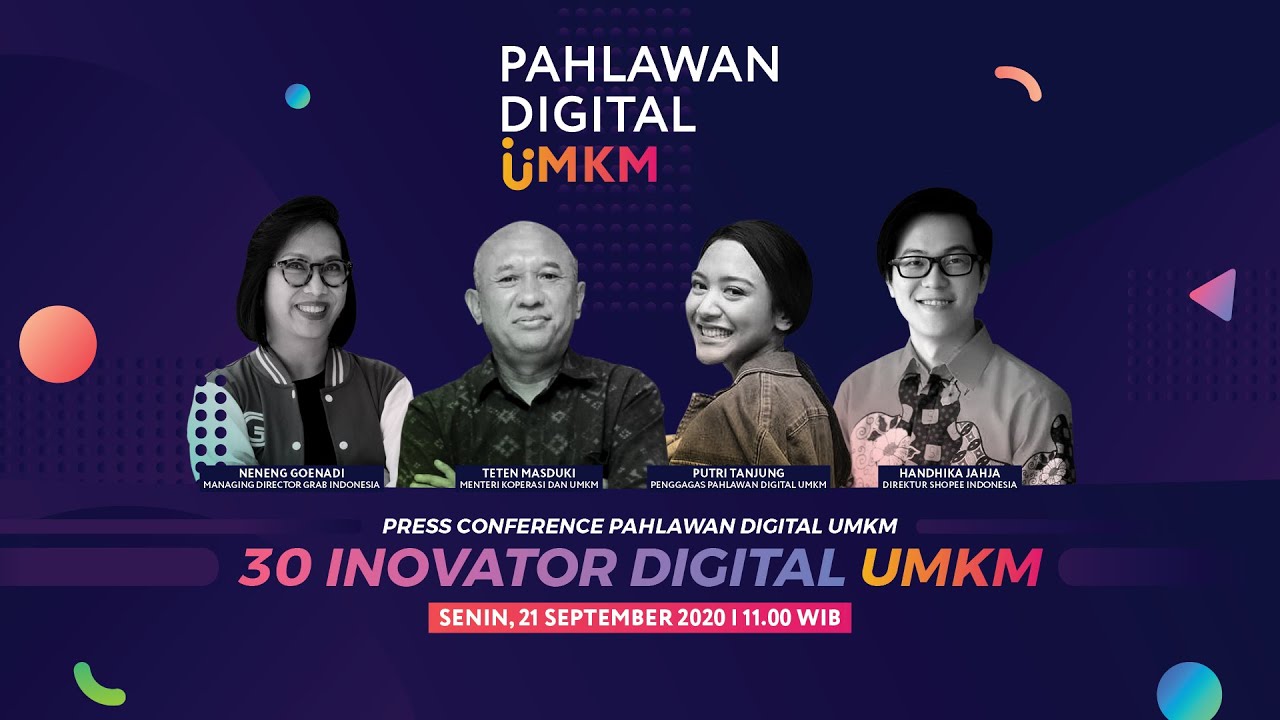 PAHLAWAN
DIGITAL
UMKM
G
NENENG GOENADI
MANAGING DIRECTOR GRAB INDONESIA
TETEN MASDUKI
MENTERI KOPERASI DAN UMKM
PUTRI TANJUNG
PENGGAGAS PAHLAWAN DIGITAL UMKM
HANDHIKA JAHJA
DIREKTUR SHOPEE INDONESIA
PRESS CONFERENCE PAHLAWAN DIGITAL UMKM
30 INOVATOR DIGITAL UMKM
SENIN, 21 SEPTEMBER 2020 | 11.00 WIB